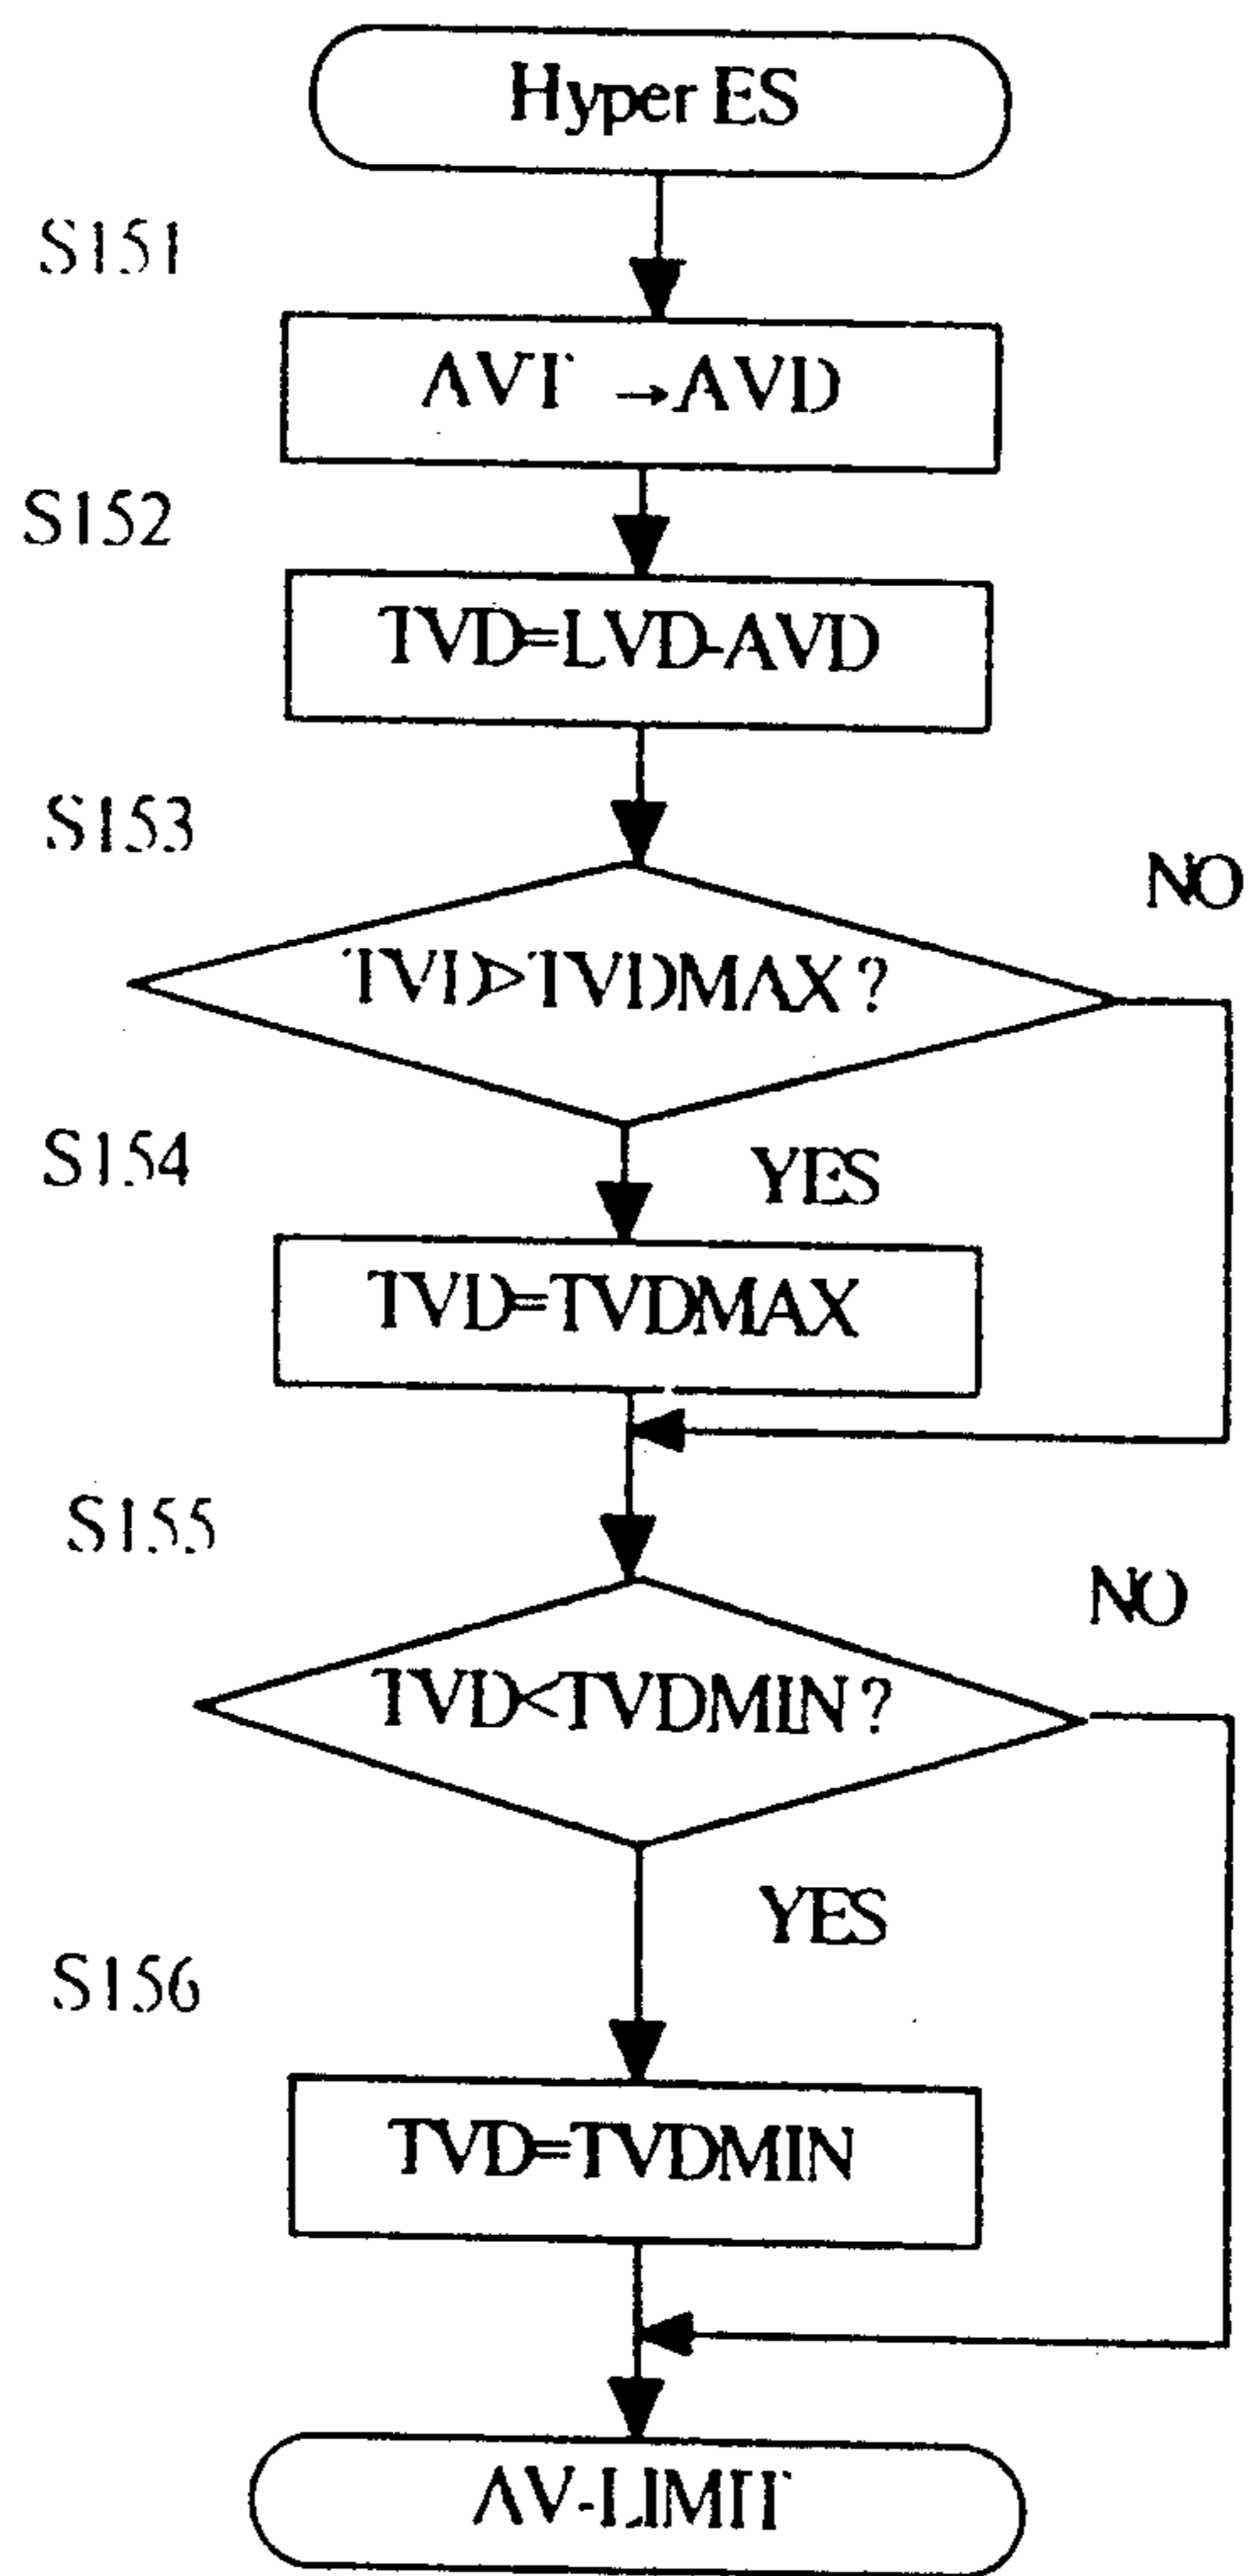 Hyper ES
S151
AVT →AVD
S152
TVD=LVD-AVD
S153
NO
TVD>TVDMAX?
S154
YES
TVD=TVDMAX
S155
NO
TVD<TVDMIN?
YES
S156
TVD=TVDMIN
AV-LIMIT